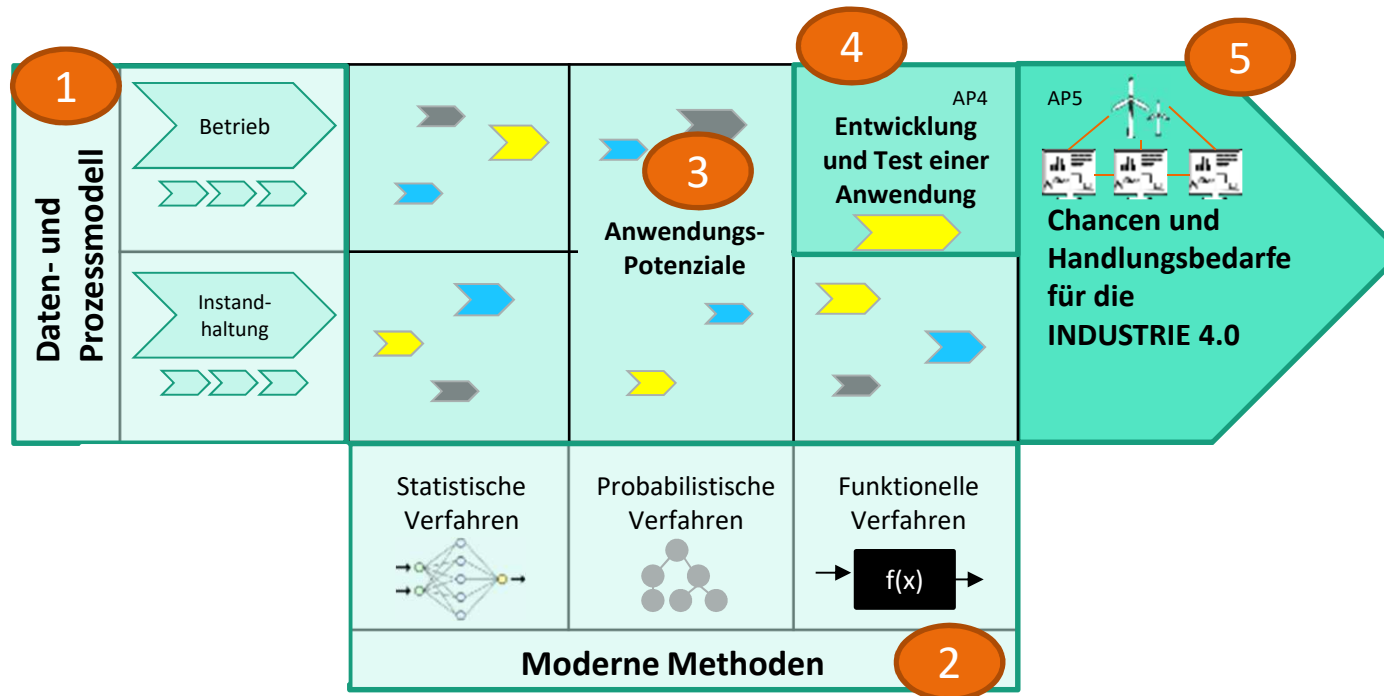 1
Daten- und
Prozessmodell
Betrieb
Instand-
haltung
3
Anwendungs-
Potenziale
4
AP4
Entwicklung
und Test einer
Anwendung
5
AP5
Chancen und
Handlungsbedarfe
für die
INDUSTRIE 4.0
Statistische
Verfahren
Probabilistische
Verfahren
Funktionelle
Verfahren
f(x)
Moderne Methoden
2